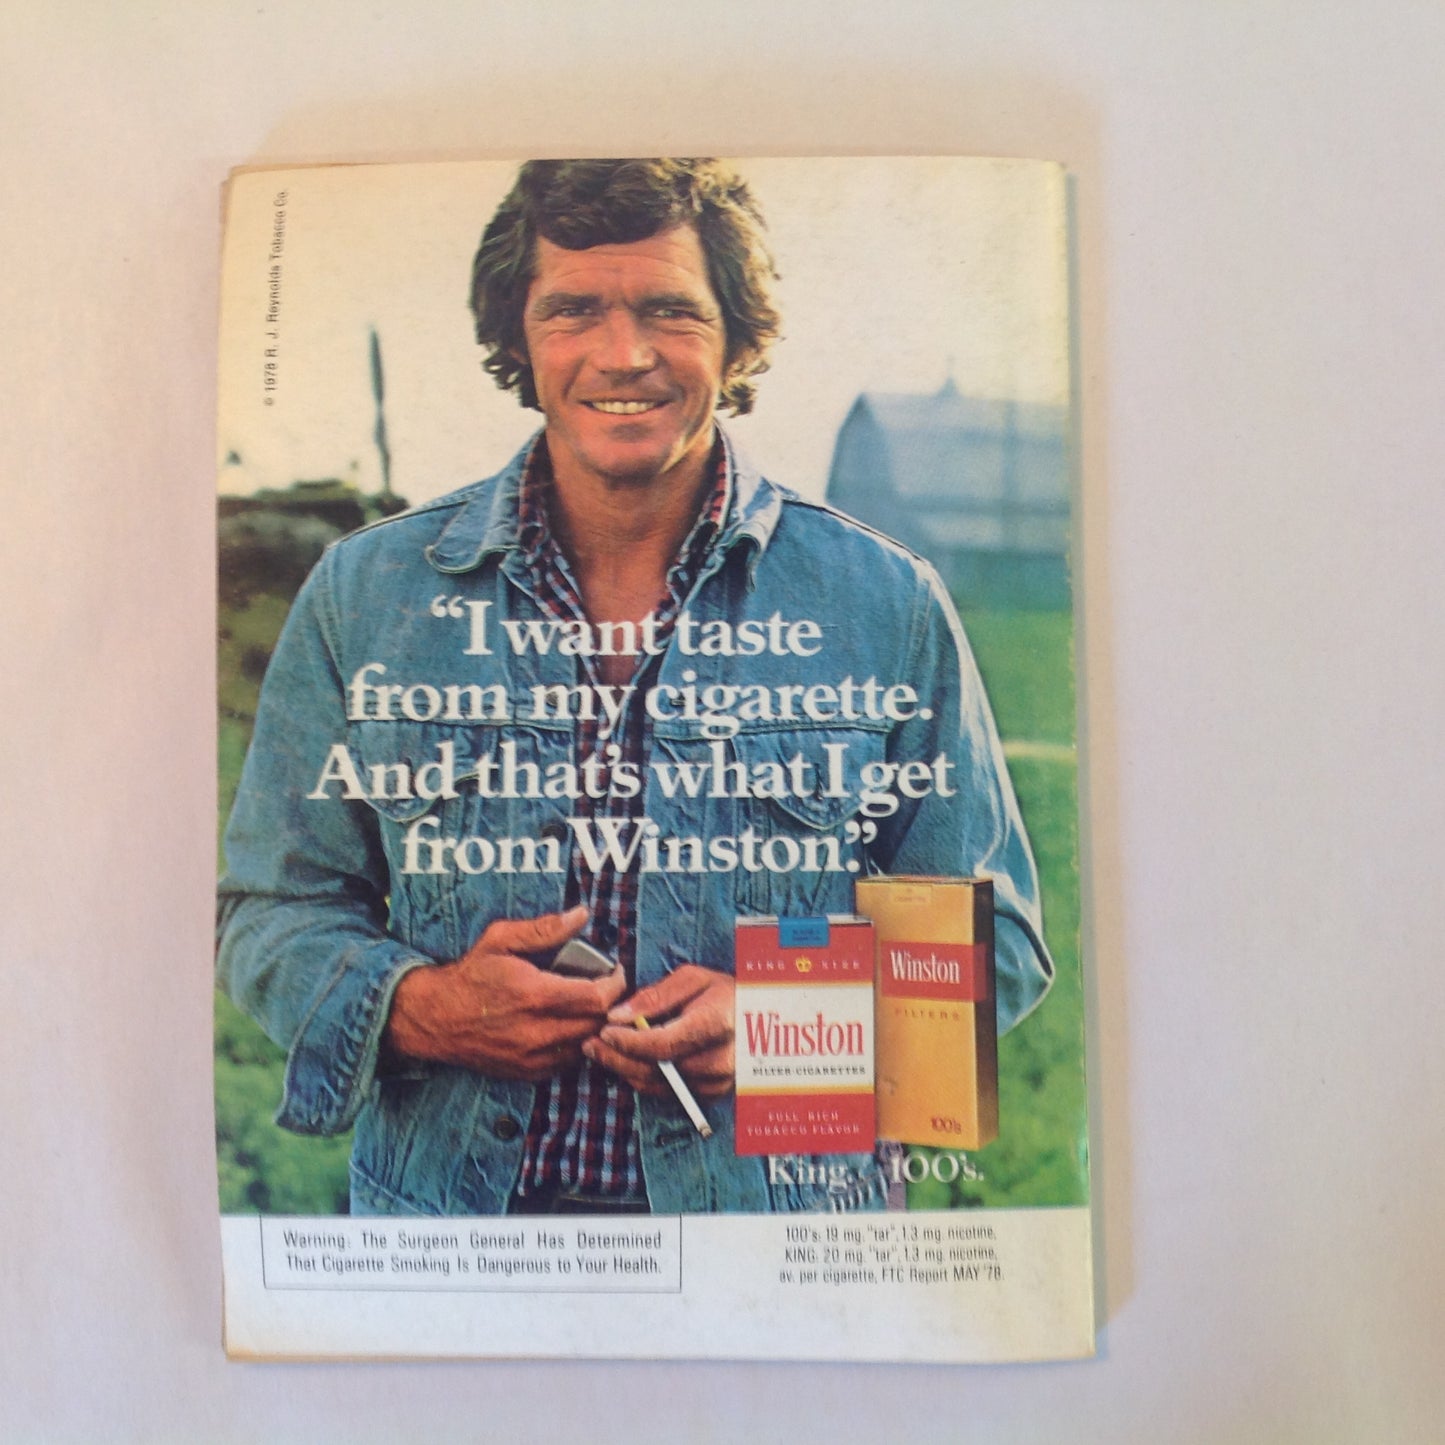 © 1978 R. J. Reynolds Tobacco Co.
“I want taste
from my cigarette.
And that's what I get
from Winston.”
KING SIZE
Winston
FILTER·CIGARETTES
FULL RICH
TOBACCO FLAVOR
Winston
FILTERS
100's
King. 100's.
Warning: The Surgeon General Has Determined
That Cigarette Smoking Is Dangerous to Your Health.
100's: 19 mg. "tar", 1.3 mg. nicotine,
KING: 20 mg. "tar", 1.3 mg. nicotine,
av. per cigarette, FTC Report MAY '78.